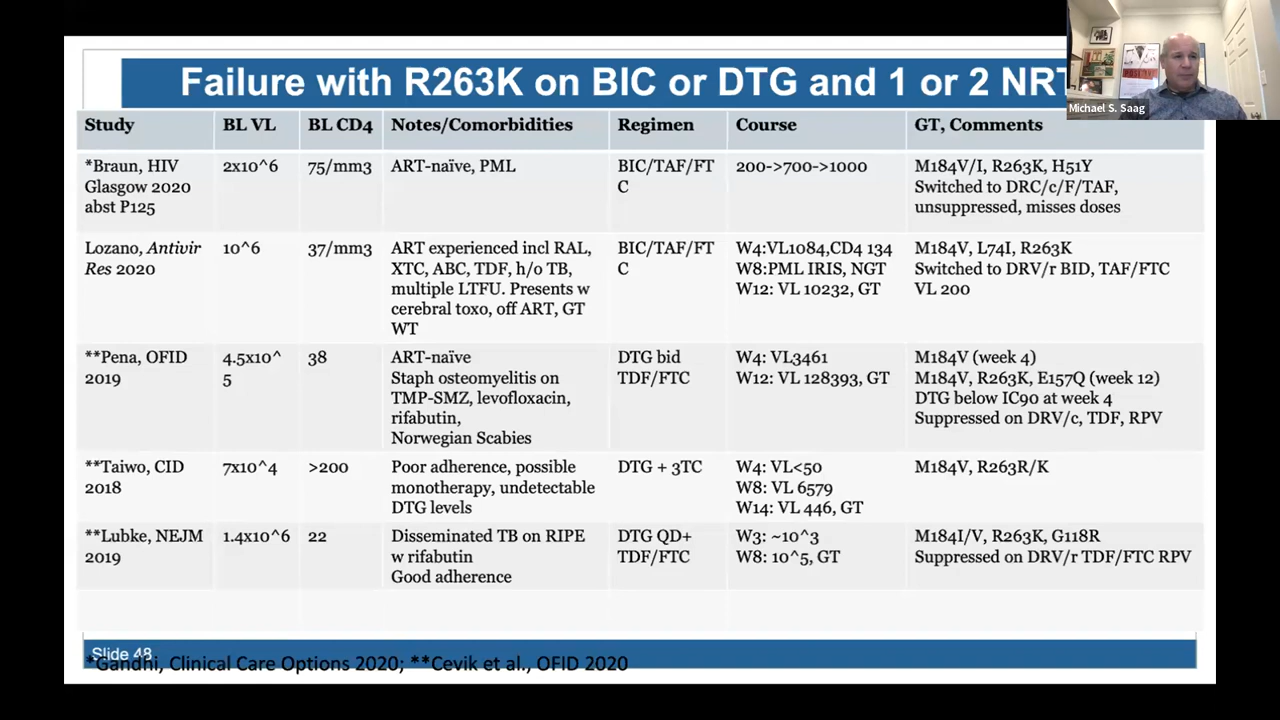 Failure with R263K on BIC or DTG and 1 or 2 NRT
Michael S. Saag
Study BL VL BL CD4 Notes/Comorbidities Regimen Course GT, Comments
*Braun, HIV
Glasgow 2020
abst P125
2x10^6
75/mm3
ART-naïve, PML
BIC/TAF/FT
C
200->700->1000
M184V/I, R263K, H51Y
Switched to DRC/c/F/TAF,
unsuppressed, misses doses
Lozano, Antivir
Res 2020
10^6
37/mm3
ART experienced incl RAL,
XTC, ABC, TDF, h/o TB,
multiple LTFU. Presents w
cerebral toxo, off ART, GT
WT
BIC/TAF/FT
C
W4:VL1084,CD4 134
W8:PML IRIS, NGT
W12: VL 10232, GT
M184V, L74I, R263K
Switched to DRV/r BID, TAF/FTC
VL 200
**Pena, OFID
2019
4.5x10^
5
38
ART-naïve
Staph osteomyelitis on
TMP-SMZ, levofloxacin,
rifabutin,
Norwegian Scabies
DTG bid
TDF/FTC
W4: VL3461
W12: VL 128393, GT
M184V (week 4)
M184V, R263K, E157Q (week 12)
DTG below IC90 at week 4
Suppressed on DRV/c, TDF, RPV
**Taiwo, CID
2018
7x10^4
>200
Poor adherence, possible
monotherapy, undetectable
DTG levels
DTG + 3TC
W4: VL<50
W8: VL 6579
W14: VL 446, GT
M184V, R263R/K
**Lubke, NEJM
2019
1.4x10^6
22
Disseminated TB on RIPE
w rifabutin
Good adherence
DTG QD+
TDF/FTC
W3: ~10^3
W8: 10^5, GT
M184I/V, R263K, G118R
Suppressed on DRV/r TDF/FTC RPV
Slide 48
*Gandhi, Clinical Care Options 2020; **Cevik et al., OFID 2020